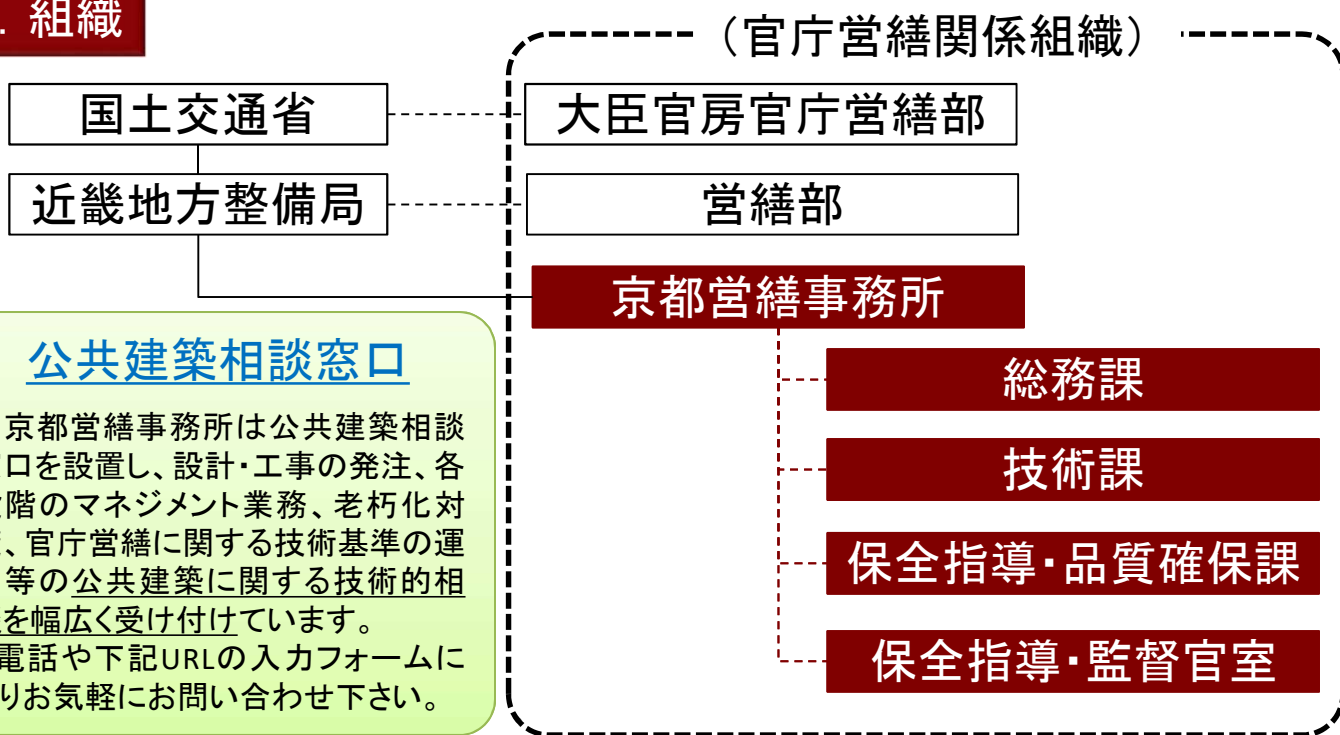 . 組織
（官庁営繕関係組織）
国土交通省
大臣官房官庁営繕部
近畿地方整備局
営繕部
京都営繕事務所
総務課
技術課
保全指導・品質確保課
保全指導・監督官室
公共建築相談窓口
京都営繕事務所は公共建築相談
口を設置し、設計・工事の発注、各
階のマネジメント業務、老朽化対
、官庁営繕に関する技術基準の運
等の公共建築に関する技術的相
を幅広く受け付けています。
電話や下記URLの入力フォームに
りお気軽にお問い合わせ下さい。